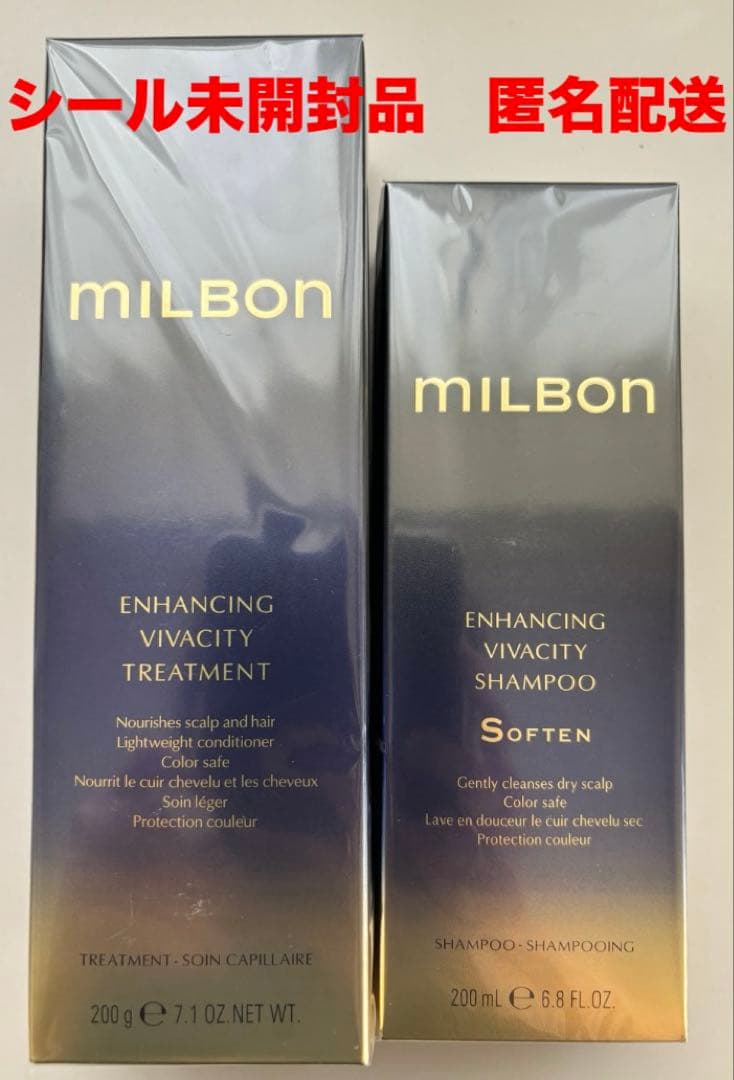 シール未開封品　匿名配送
MILBON
ENHANCING
VIVACITY
TREATMENT
Nourishes scalp and hair
Lightweight conditioner
Color safe
Nourrit le cuir chevelu et les cheveux
Soin léger
Protection couleur
TREATMENT - SOIN CAPILLAIRE
200 g e 7.1 OZ. NET WT.
MILBON
ENHANCING
VIVACITY
SHAMPOO
SOFTEN
Gently cleanses dry scalp
Color safe
Lave en douceur le cuir chevelu sec
Protection couleur
SHAMPOO - SHAMPOOING
200 mL e 6.8 FL.OZ.